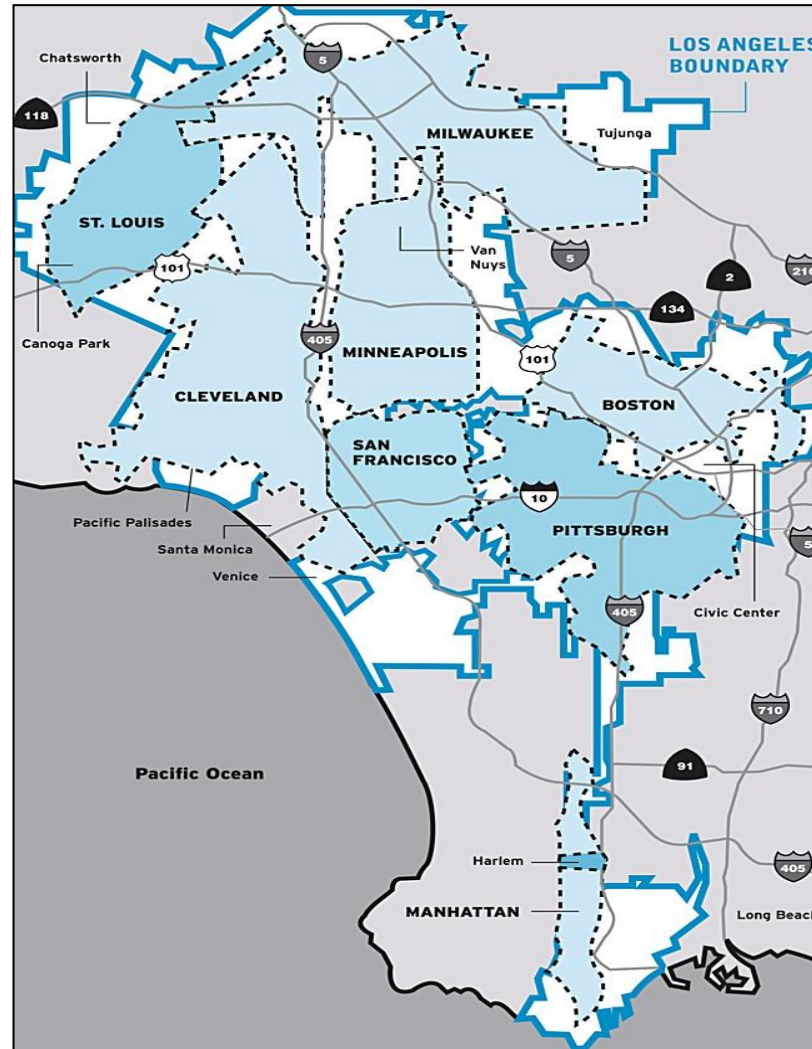 LOS ANGELES
BOUNDARY
Chatsworth
5
118
MILWAUKEE
Tujunga
ST. LOUIS
Van
Nuys
5
2
210
101
134
Canoga Park
405
MINNEAPOLIS
101
CLEVELAND
BOSTON
SAN
FRANCISCO
10
Pacific Palisades
PITTSBURGH
Santa Monica
5
Venice
405
Civic Center
710
Pacific Ocean
91
Harlem
405
MANHATTAN
Long Beach